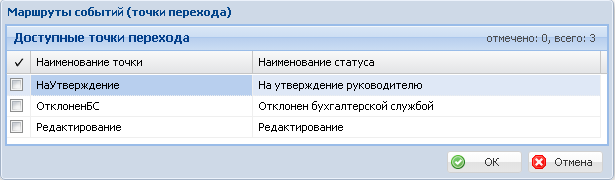 Маршруты событий (точки перехода)
Доступные точки перехода отмечено: 0, всего: 3
Наименование точки Наименование статуса
НаУтверждение На утверждение руководителю
ОтклоненБС Отклонен бухгалтерской службой
Редактирование Редактирование
OK Отмена